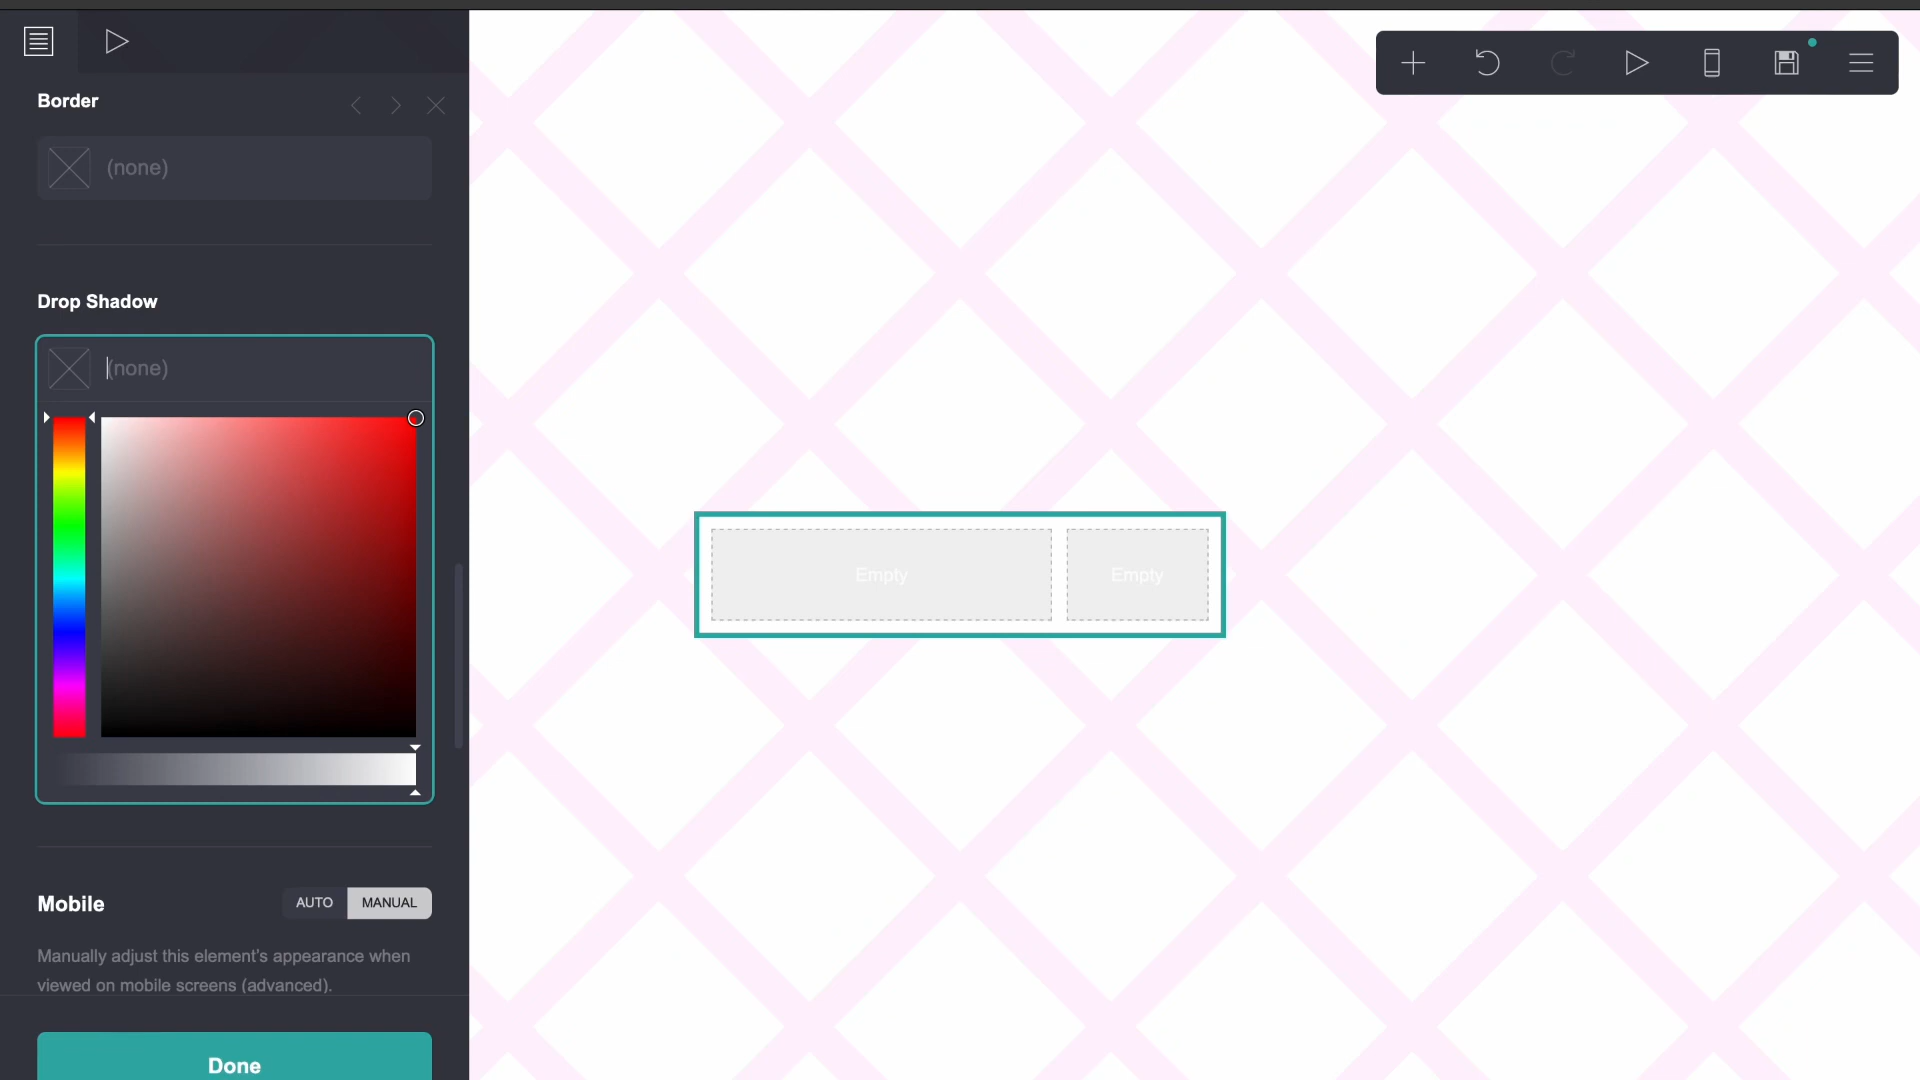 Border
(none)
Drop Shadow
(none)
Empty
Empty
Mobile
AUTO
MANUAL
Manually adjust this element's appearance when
viewed on mobile screens (advanced).
Done